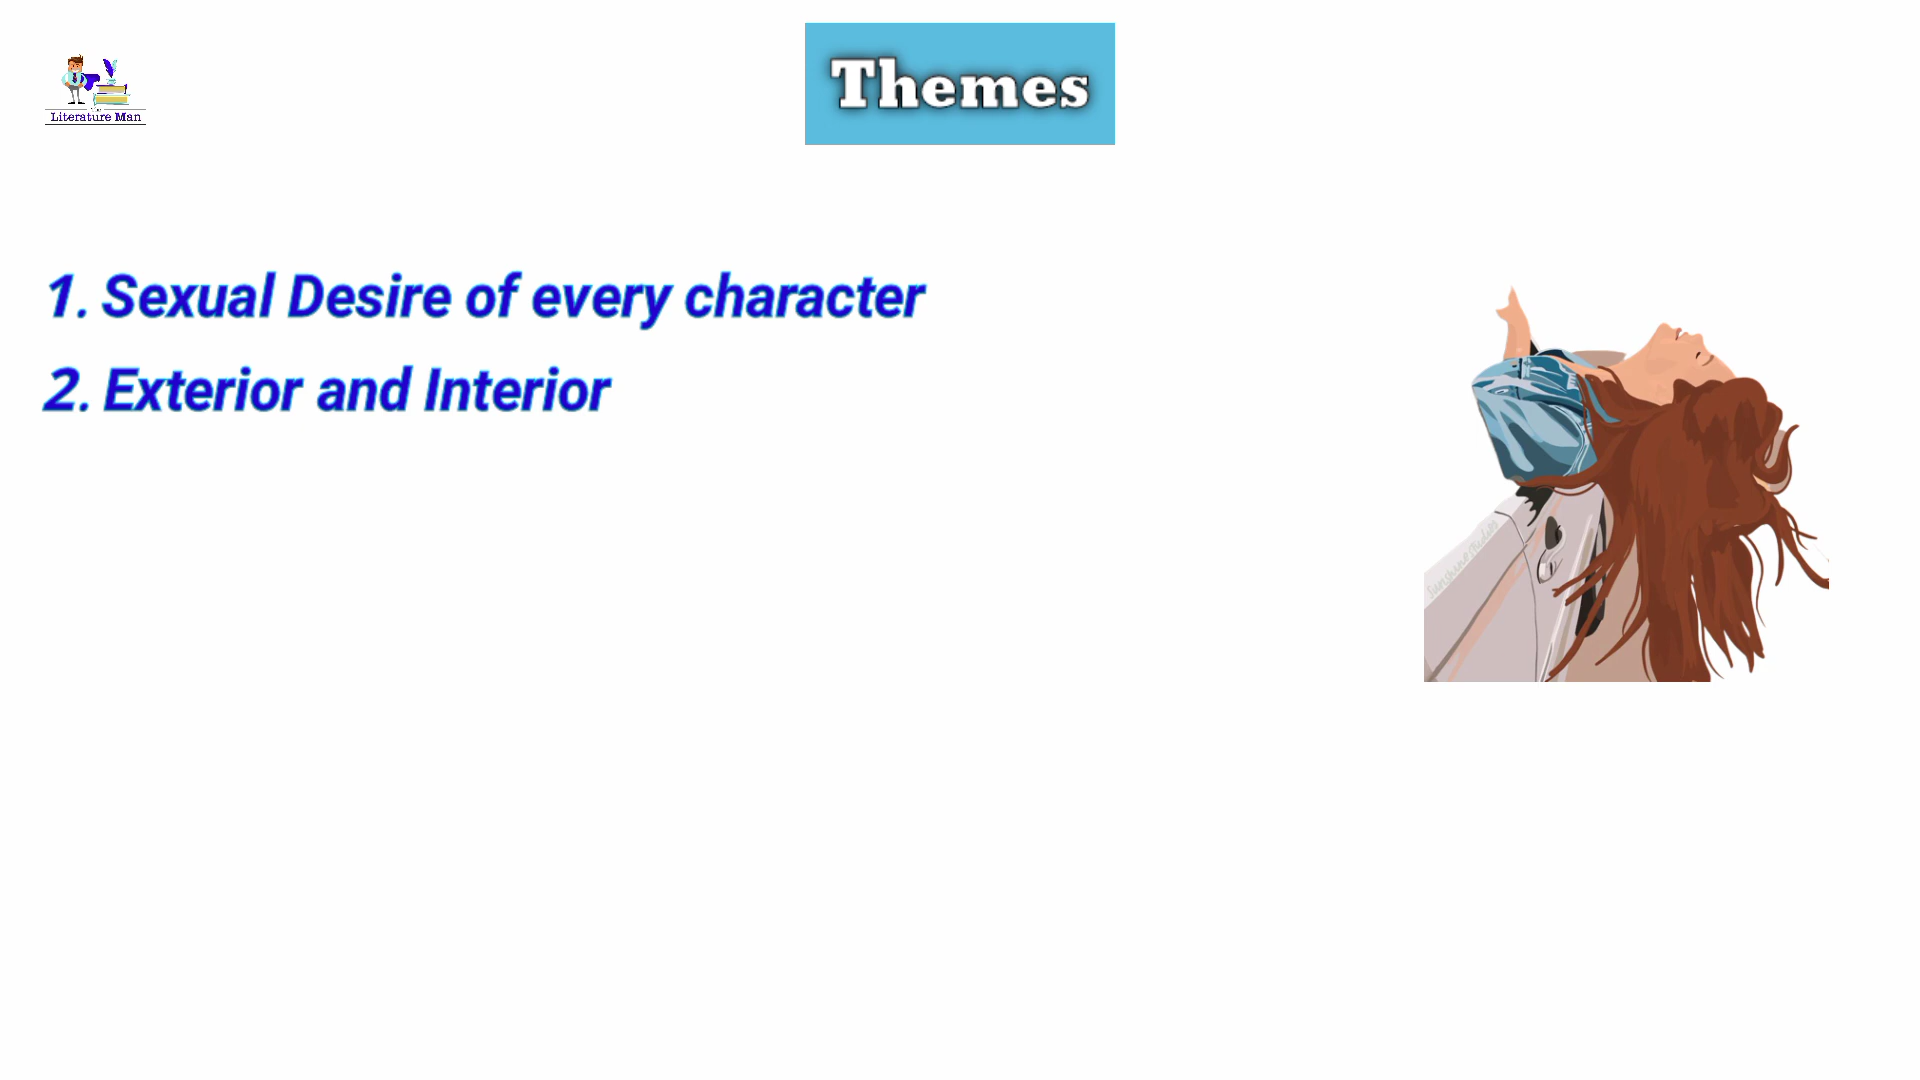 Themes
Literature Man
1. Sexual Desire of every character
2. Exterior and Interior